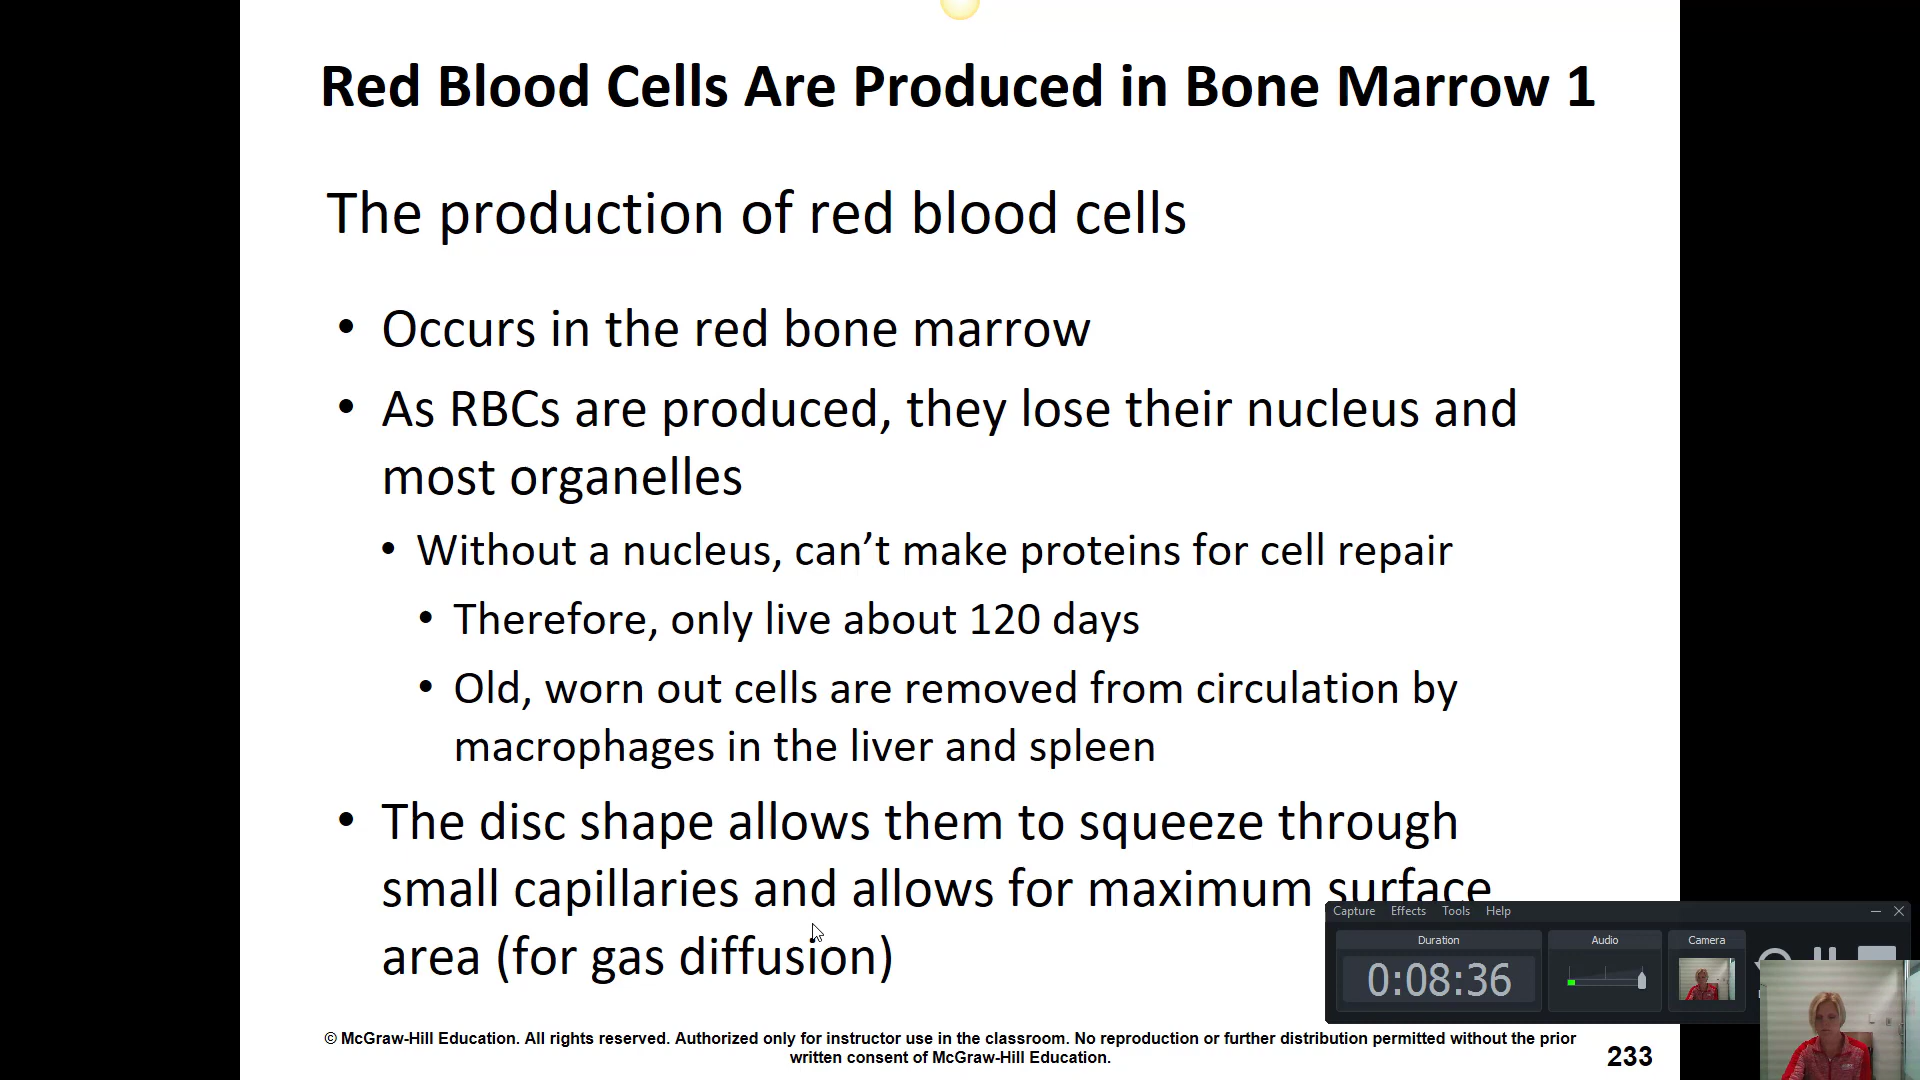 Red Blood Cells Are Produced in Bone Marrow 1
The production of red blood cells
• Occurs in the red bone marrow
• As RBCs are produced, they lose their nucleus and
most organelles
• Without a nucleus, can’t make proteins for cell repair
• Therefore, only live about 120 days
• Old, worn out cells are removed from circulation by
macrophages in the liver and spleen
• The disc shape allows them to squeeze through
small capillaries and allows for maximum surface
area (for gas diffusion)
Capture Effects Tools Help
Duration Audio Camera
0:08:36
© McGraw-Hill Education. All rights reserved. Authorized only for instructor use in the classroom. No reproduction or further distribution permitted without the prior
written consent of McGraw-Hill Education.
233